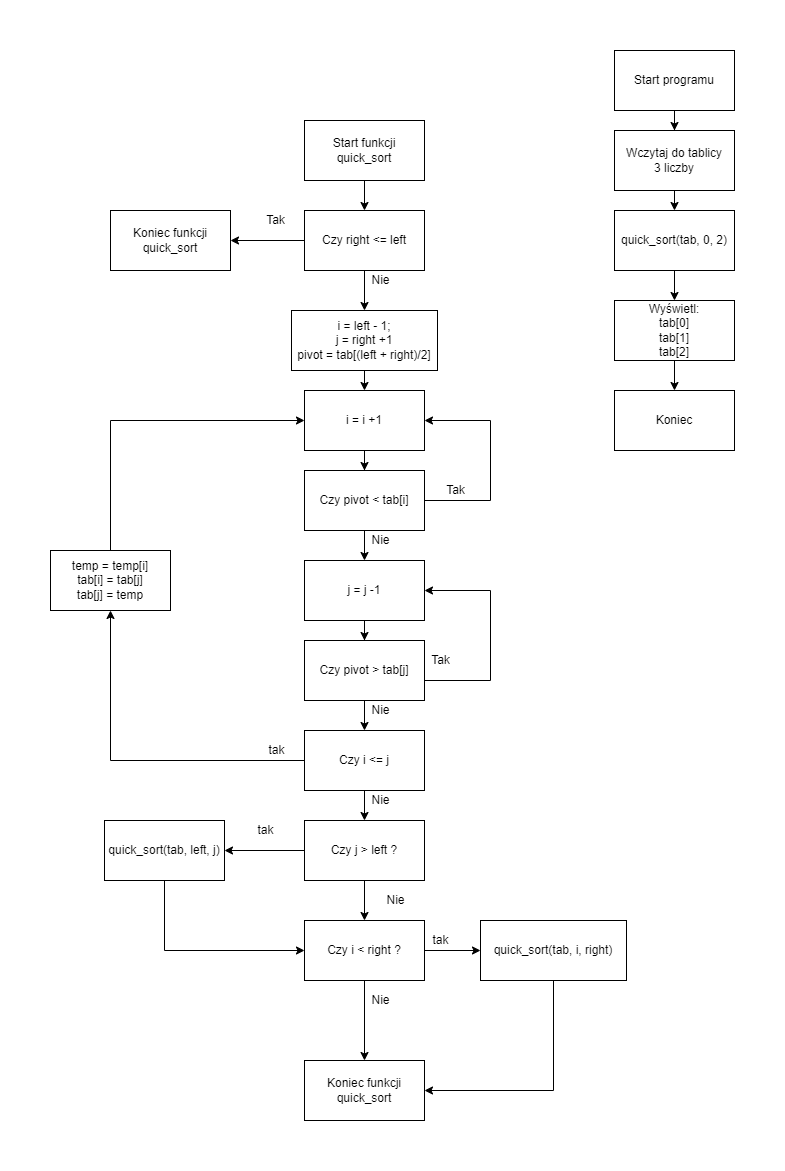 Start funkcji
quick_sort
Czy right <= left
Tak
Koniec funkcji
quick_sort
Nie
i = left - 1;
j = right +1
pivot = tab[(left + right)/2]
i = i +1
Czy pivot < tab[i]
Tak
Nie
j = j -1
Czy pivot > tab[j]
Tak
Nie
Czy i <= j
tak
temp = temp[i]
tab[i] = tab[j]
tab[j] = temp
Nie
Czy j > left ?
tak
quick_sort(tab, left, j)
Nie
Czy i < right ?
tak
quick_sort(tab, i, right)
Nie
Koniec funkcji
quick_sort
Start programu
Wczytaj do tablicy
3 liczby
quick_sort(tab, 0, 2)
Wyświetl:
tab[0]
tab[1]
tab[2]
Koniec